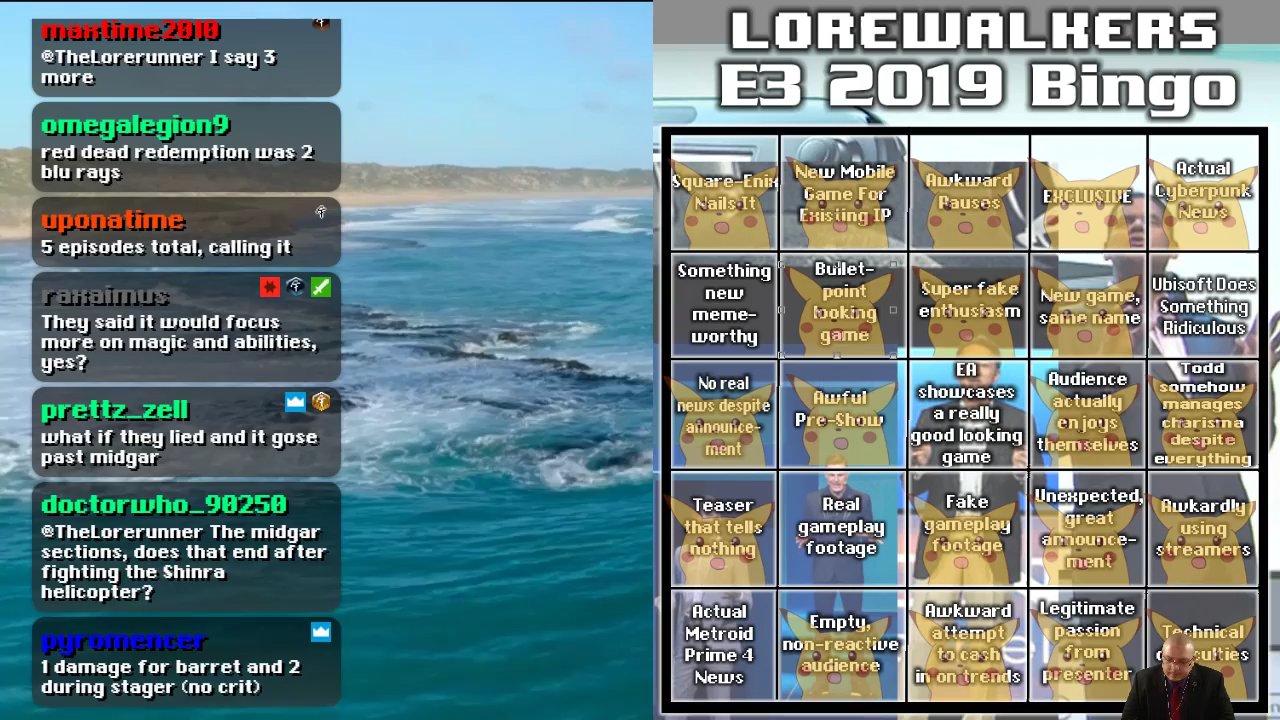 maxtime2010
@TheLorerunner I say 3
more
omegalegion9
red dead redemption was 2
blu rays
uponatime
5 episodes total, calling it
raxaimus
They said it would focus
more on magic and abilities,
yes?
prettz_zell
what if they lied and it gose
past midgar
doctorwho_90250
@TheLorerunner The midgar
sections, does that end after
fighting the Shinra
helicopter?
pyromencer
1 damage for barret and 2
during stager (no crit)
LOREWALKERS
E3 2019 Bingo
Square-Enix
Nails It
New Mobile
Game For
Existing IP
Awkward
Pauses
EXCLUSIVE
Actual
Cyberpunk
News
Something
new
meme-
worthy
Bullet-
point
looking
game
Super fake
enthusiasm
New game,
same name
Ubisoft Does
Something
Ridiculous
No real
news despite
announce-
ment
Awful
Pre-Show
EA
showcases
a really
good looking
game
Audience
actually
enjoys
themselves
Todd
somehow
manages
charisma
despite
everything
Teaser
that tells
nothing
Real
gameplay
footage
Fake
gameplay
footage
Unexpected,
great
announce-
ment
Awkardly
using
streamers
Actual
Metroid
Prime 4
News
Empty,
non-reactive
audience
Awkward
attempt
to cash
in on trends
Legitimate
passion
from
presenter
Technical